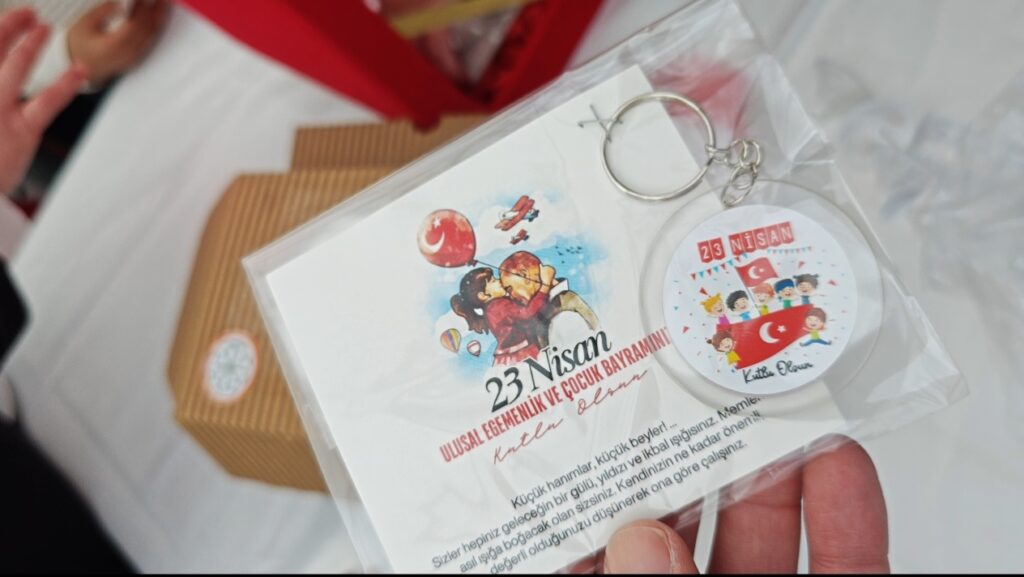 23 Nisan
ULUSAL EGEMENLİK VE ÇOCUK BAYRAMINI
Kutlu Olsun
Küçük hanımlar, küçük beyler!...
Sizler hepiniz geleceğin bir gülü, yıldızı ve ikbal ışığısınız. Memle
asıl ışığa boğacak olan sizsiniz. Kendinizin ne kadar önemli,
değerli olduğunuzu düşünerek ona göre çalışınız.
23 NİSAN
Kutlu Olsun